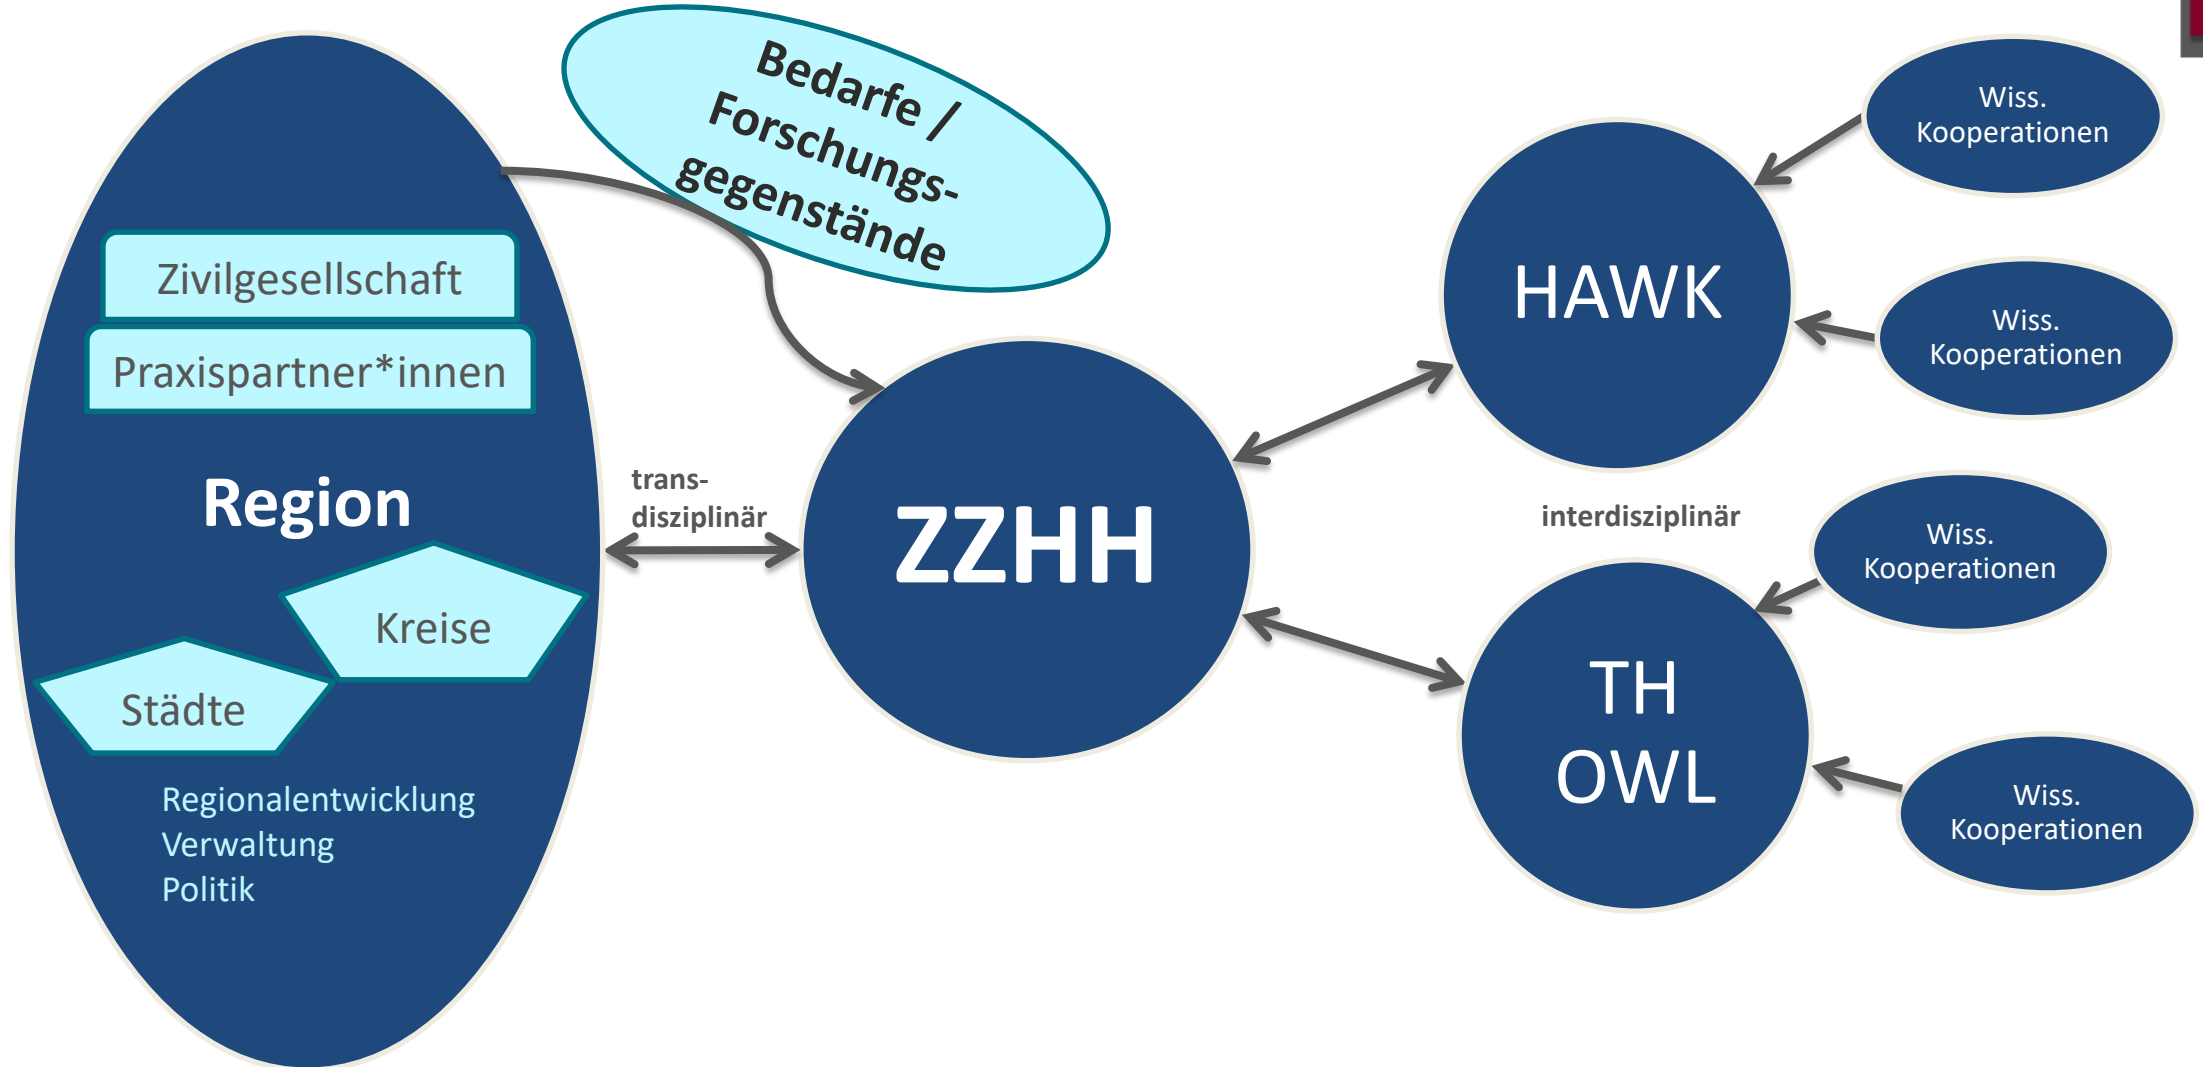 Bedarfe /
Forschungs-
gegenstände
Zivilgesellschaft
Praxispartner*innen
Region
Kreise
Städte
Regionalentwicklung
Verwaltung
Politik
trans-
disziplinär
ZZHH
HAWK
interdisziplinär
TH
OWL
Wiss.
Kooperationen
Wiss.
Kooperationen
Wiss.
Kooperationen
Wiss.
Kooperationen